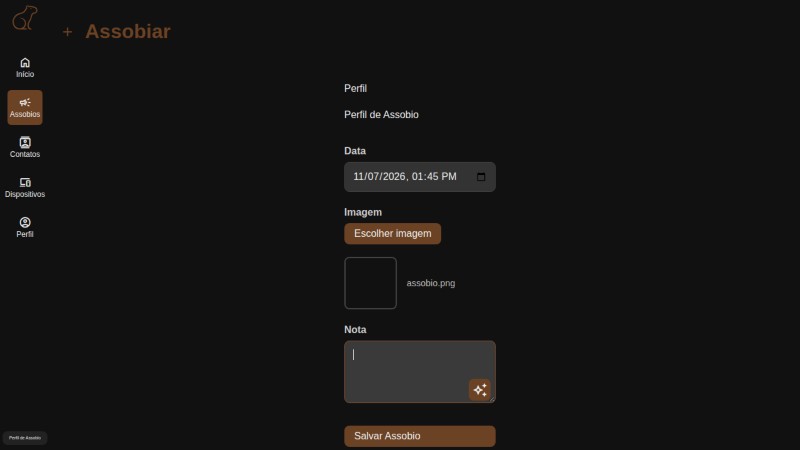 + Assobiar
Início
Assobios
Contatos
Dispositivos
Perfil
Perfil
Perfil de Assobio
Data
11/07/2026, 01:45 PM
Imagem
Escolher imagem
assobio.png
Nota
Salvar Assobio
Perfil de Assobio